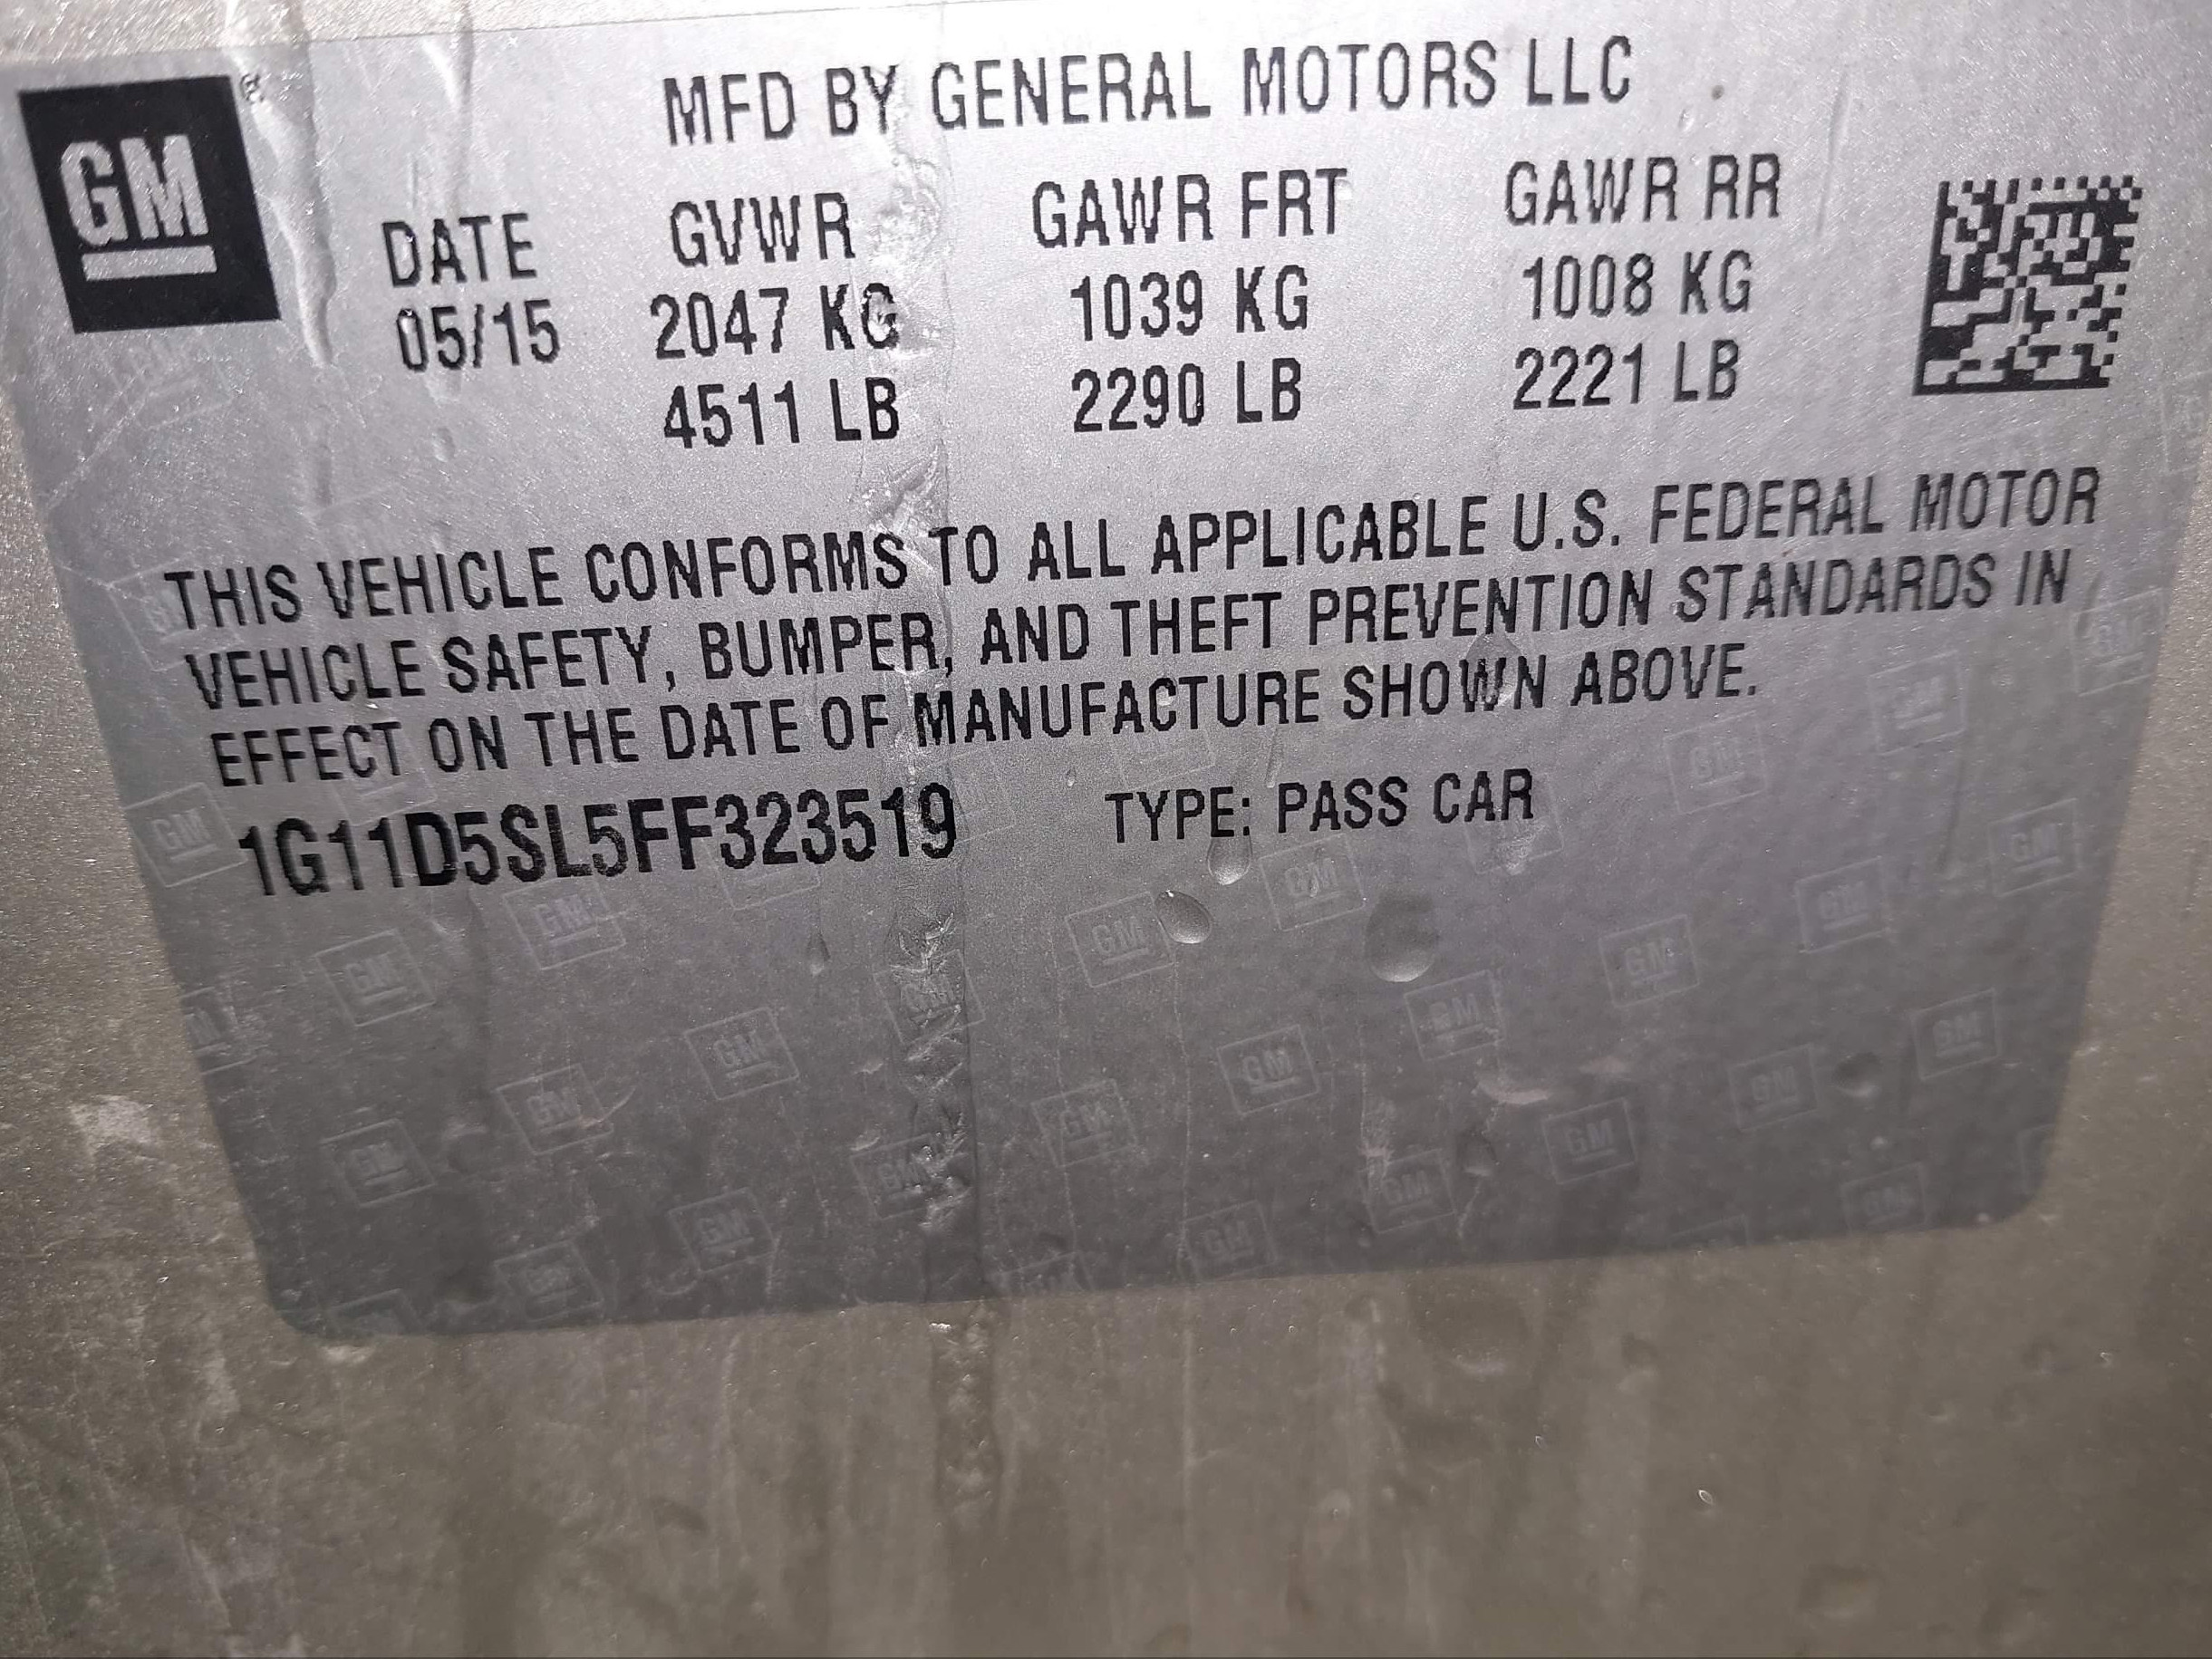 GM
MFD BY GENERAL MOTORS LLC
DATE GVWR GAWR FRT GAWR RR
05/15 2047 KG 1039 KG 1008 KG
4511 LB 2290 LB 2221 LB
THIS VEHICLE CONFORMS TO ALL APPLICABLE U.S. FEDERAL MOTOR
VEHICLE SAFETY, BUMPER, AND THEFT PREVENTION STANDARDS IN
EFFECT ON THE DATE OF MANUFACTURE SHOWN ABOVE.
1G11D5SL5FF323519 TYPE: PASS CAR